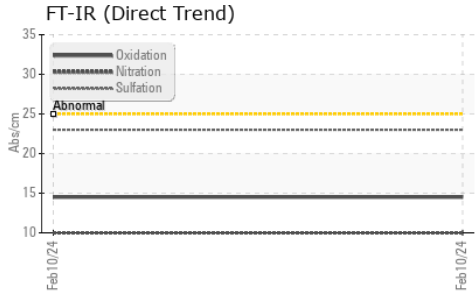 FT-IR (Direct Trend)
35
Oxidation
30
Nitration
Sulfation
Abnormal
25
Abs/cm
20
15
10
Feb10/24
Feb10/24